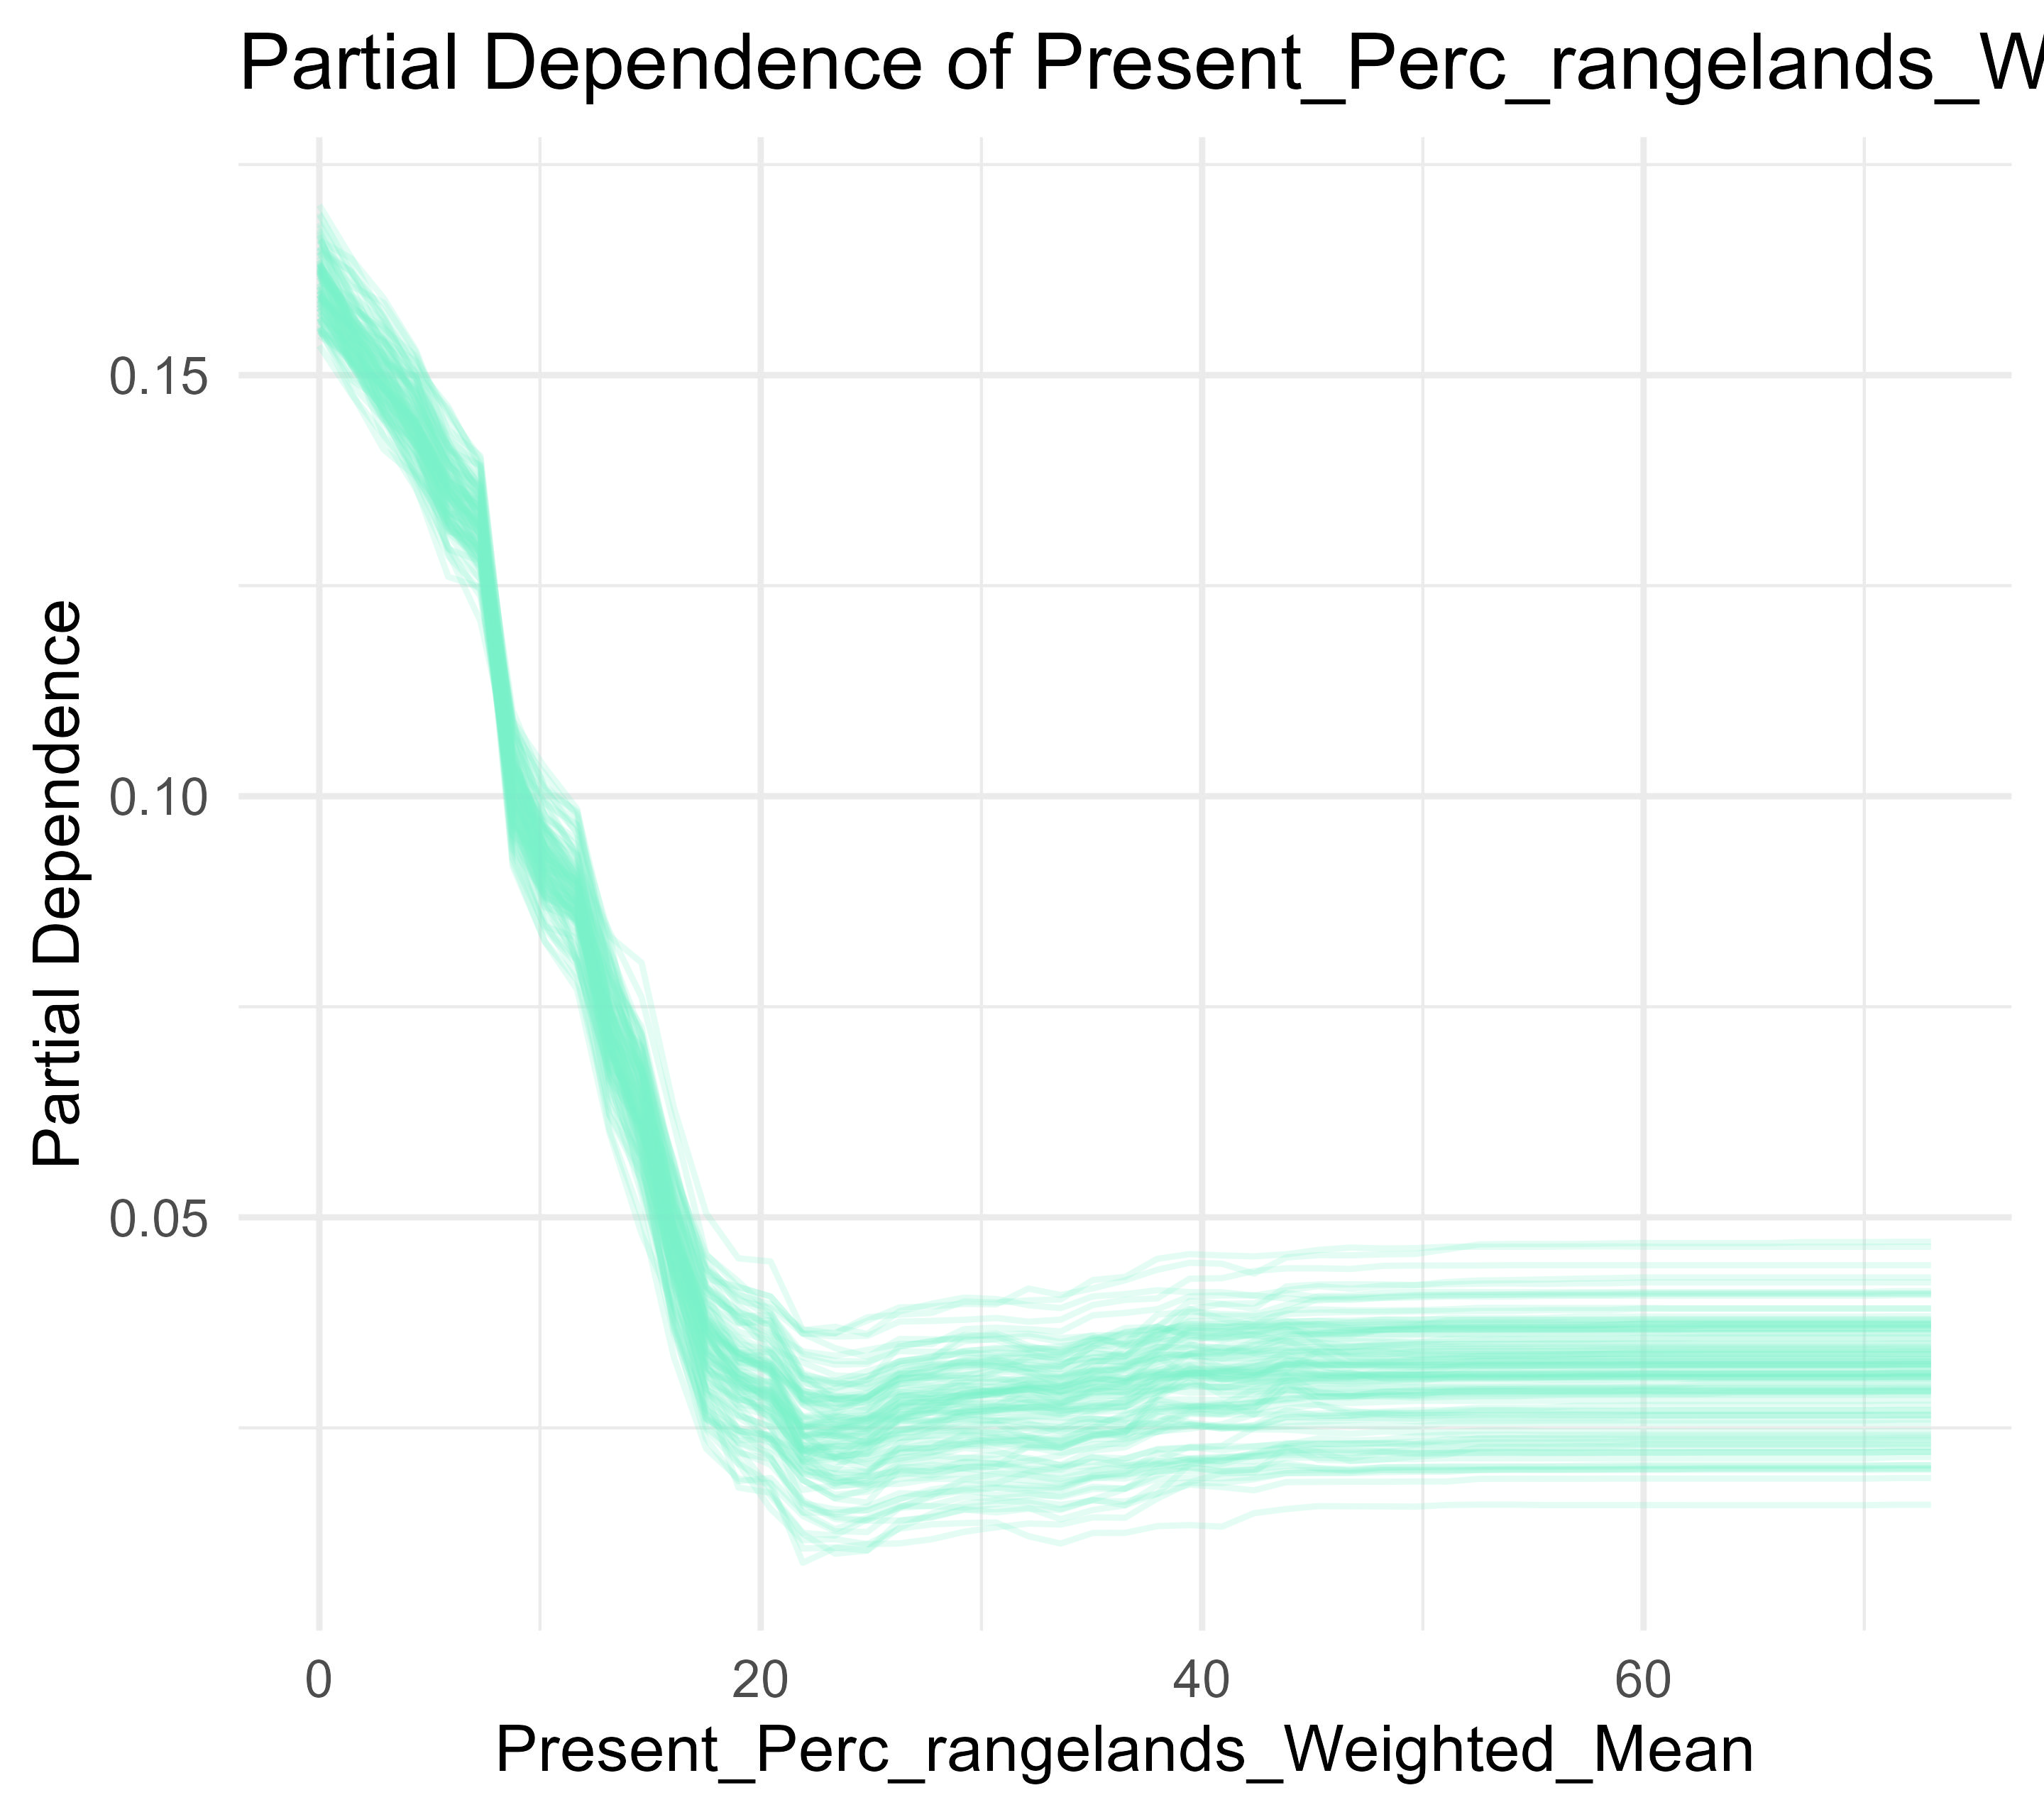 Partial Dependence of Present_Perc_rangelands_W
0.15
0.10
0.05
Partial Dependence
0 20 40 60
Present_Perc_rangelands_Weighted_Mean